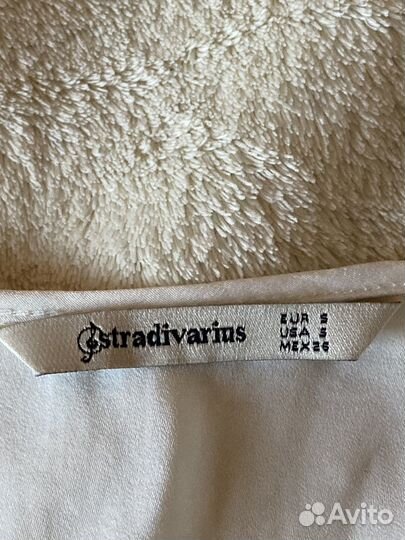 stradivarius
EUR S
USA S
MEX 26
Avito